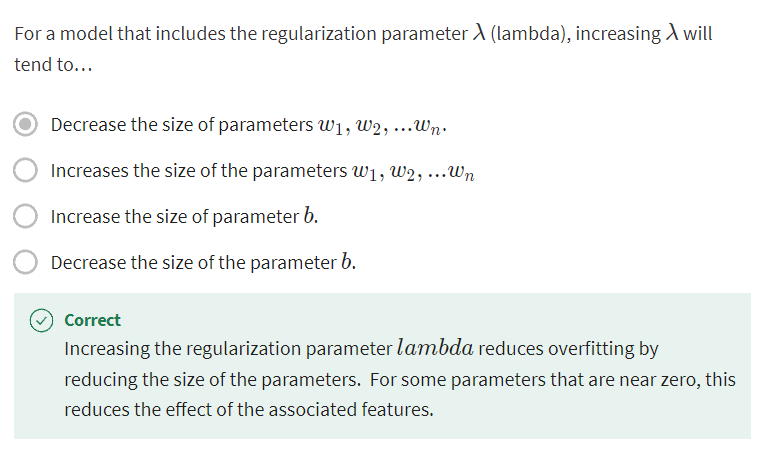 For a model that includes the regularization parameter λ (lambda), increasing λ will
tend to…
Decrease the size of parameters w₁, w₂, ...wₙ.
Increases the size of the parameters w₁, w₂, ...wₙ
Increase the size of parameter b.
Decrease the size of the parameter b.
Correct
Increasing the regularization parameter lambda reduces overfitting by
reducing the size of the parameters. For some parameters that are near zero, this
reduces the effect of the associated features.